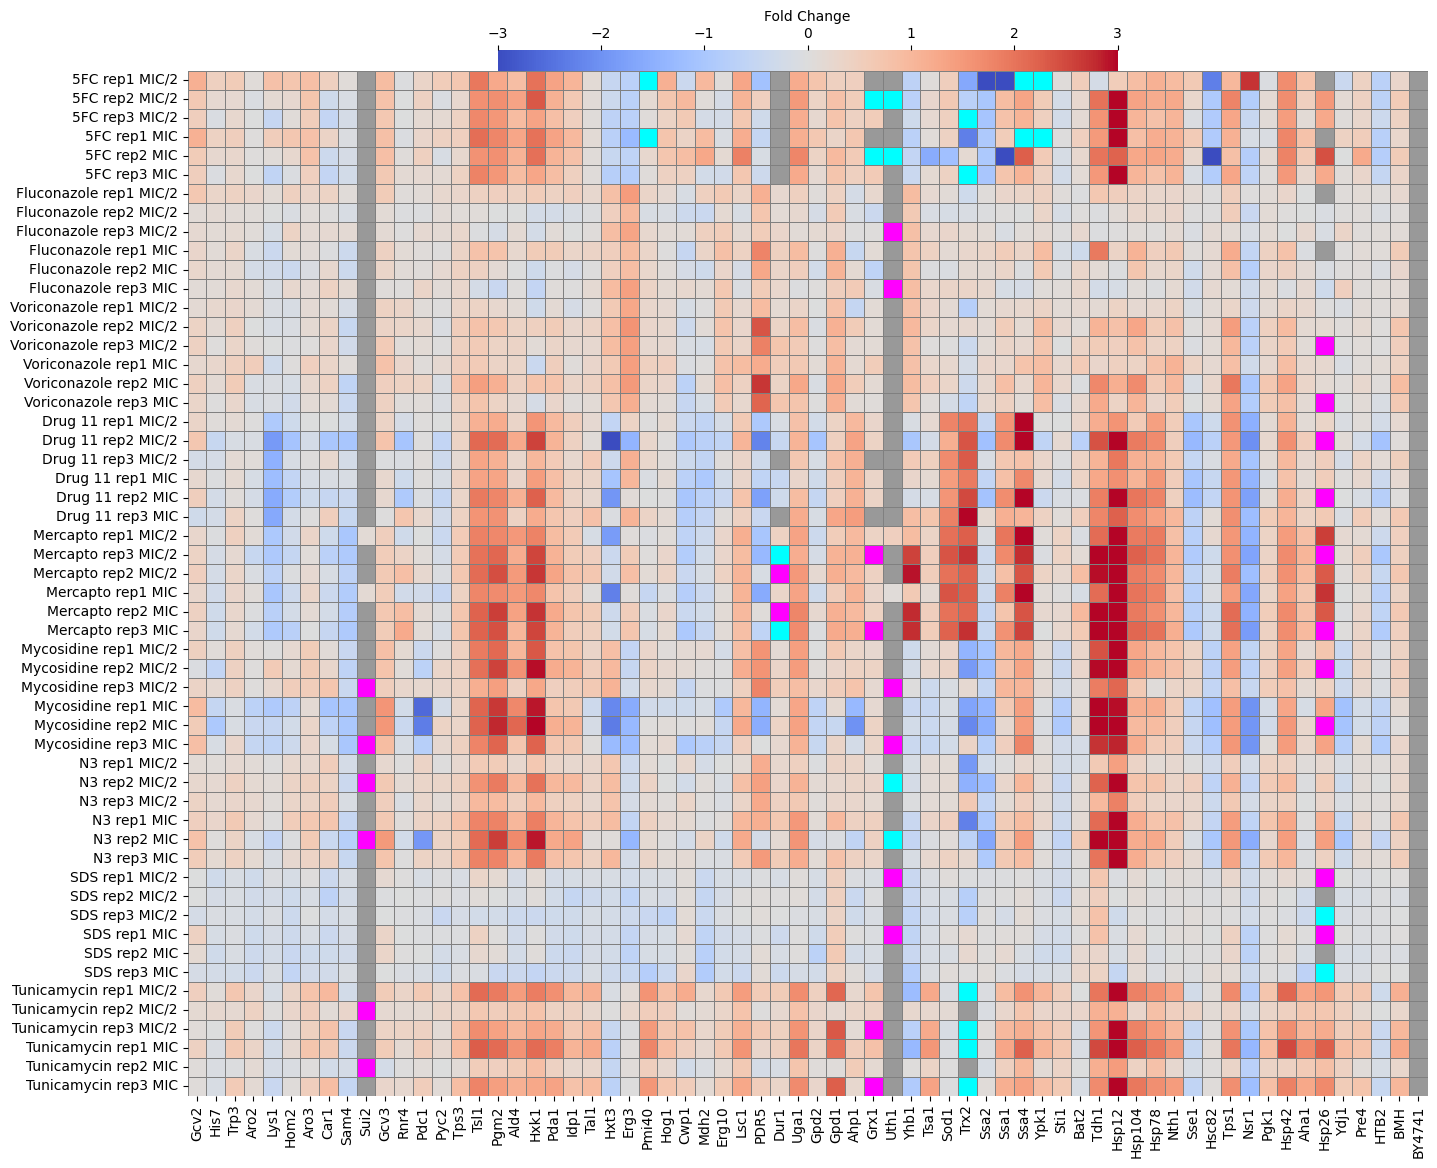 Fold Change
−3 −2 −1 0 1 2 3
5FC rep1 MIC/2
5FC rep2 MIC/2
5FC rep3 MIC/2
5FC rep1 MIC
5FC rep2 MIC
5FC rep3 MIC
Fluconazole rep1 MIC/2
Fluconazole rep2 MIC/2
Fluconazole rep3 MIC/2
Fluconazole rep1 MIC
Fluconazole rep2 MIC
Fluconazole rep3 MIC
Voriconazole rep1 MIC/2
Voriconazole rep2 MIC/2
Voriconazole rep3 MIC/2
Voriconazole rep1 MIC
Voriconazole rep2 MIC
Voriconazole rep3 MIC
Drug 11 rep1 MIC/2
Drug 11 rep2 MIC/2
Drug 11 rep3 MIC/2
Drug 11 rep1 MIC
Drug 11 rep2 MIC
Drug 11 rep3 MIC
Mercapto rep1 MIC/2
Mercapto rep3 MIC/2
Mercapto rep2 MIC/2
Mercapto rep1 MIC
Mercapto rep2 MIC
Mercapto rep3 MIC
Mycosidine rep1 MIC/2
Mycosidine rep2 MIC/2
Mycosidine rep3 MIC/2
Mycosidine rep1 MIC
Mycosidine rep2 MIC
Mycosidine rep3 MIC
N3 rep1 MIC/2
N3 rep2 MIC/2
N3 rep3 MIC/2
N3 rep1 MIC
N3 rep2 MIC
N3 rep3 MIC
SDS rep1 MIC/2
SDS rep2 MIC/2
SDS rep3 MIC/2
SDS rep1 MIC
SDS rep2 MIC
SDS rep3 MIC
Tunicamycin rep1 MIC/2
Tunicamycin rep2 MIC/2
Tunicamycin rep3 MIC/2
Tunicamycin rep1 MIC
Tunicamycin rep2 MIC
Tunicamycin rep3 MIC
Gcv2
His7
Trp3
Aro2
Lys1
Hom2
Aro3
Car1
Sam4
Sui2
Gcv3
Rnr4
Pdc1
Pyc2
Tps3
Tsl1
Pgm2
Ald4
Hxk1
Pda1
Idp1
Tal1
Hxt3
Erg3
Pmi40
Hog1
Cwp1
Mdh2
Erg10
Lsc1
PDR5
Dur1
Uga1
Gpd2
Gpd1
Ahp1
Grx1
Uth1
Yhb1
Tsa1
Sod1
Trx2
Ssa2
Ssa1
Ssa4
Ypk1
Sti1
Bat2
Tdh1
Hsp12
Hsp104
Hsp78
Nth1
Sse1
Hsc82
Tps1
Nsr1
Pgk1
Hsp42
Aha1
Hsp26
Ydj1
Pre4
HTB2
BMH
BY4741